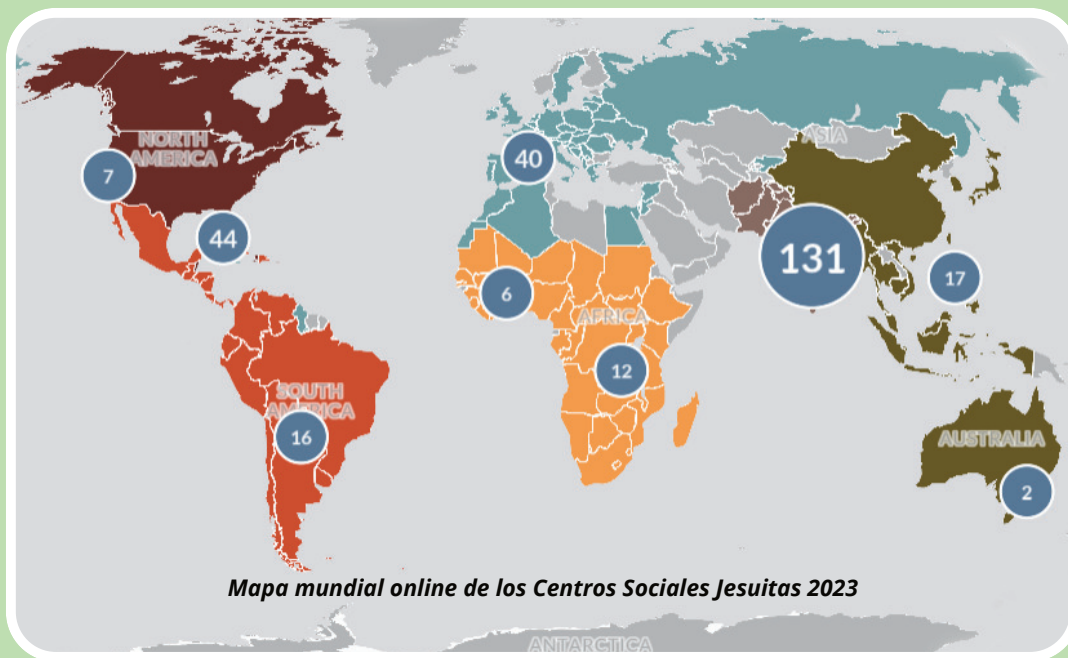 NORTH
AMERICA
7
44
40
ASIA
131
17
6
AFRICA
12
SOUTH
AMERICA
16
AUSTRALIA
2
Mapa mundial online de los Centros Sociales Jesuitas 2023
ANTARCTICA